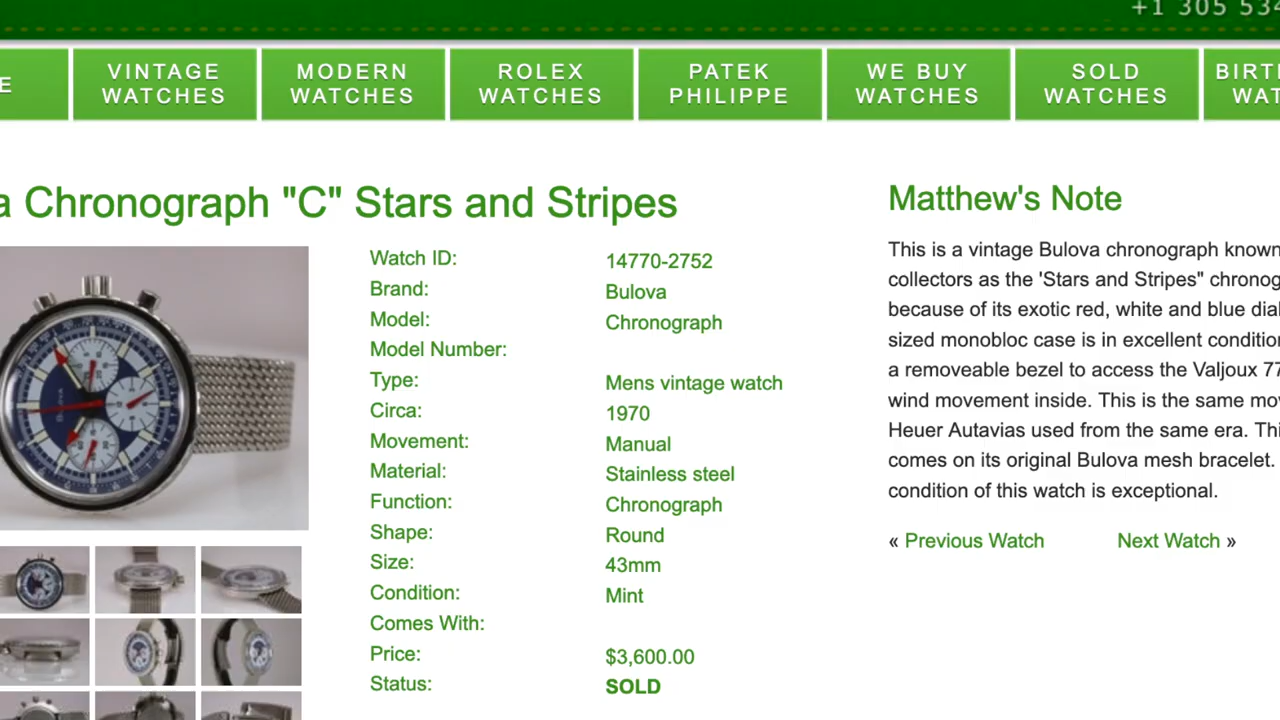 +1 305 534
E
VINTAGE WATCHES
MODERN WATCHES
ROLEX WATCHES
PATEK PHILIPPE
WE BUY WATCHES
SOLD WATCHES
a Chronograph "C" Stars and Stripes
Watch ID: 14770-2752
Brand: Bulova
Model: Chronograph
Model Number:
Type: Mens vintage watch
Circa: 1970
Movement: Manual
Material: Stainless steel
Function: Chronograph
Shape: Round
Size: 43mm
Condition: Mint
Comes With:
Price: $3,600.00
Status: SOLD
Matthew's Note
This is a vintage Bulova chronograph known
collectors as the 'Stars and Stripes" chronog
because of its exotic red, white and blue dial
sized monobloc case is in excellent condition
a removeable bezel to access the Valjoux 77
wind movement inside. This is the same mov
Heuer Autavias used from the same era. Thi
comes on its original Bulova mesh bracelet.
condition of this watch is exceptional.
« Previous Watch Next Watch »